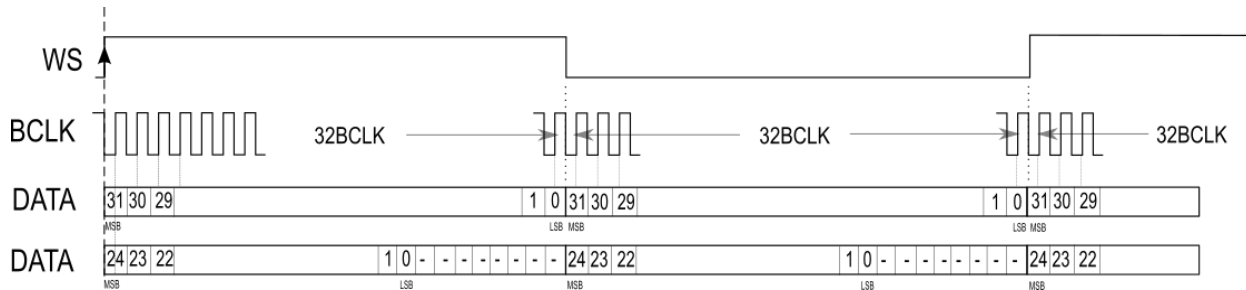 WS
BCLK 32BCLK 32BCLK 32BCLK
DATA 31 30 29 1 0 31 30 29 1 0 31 30 29
MSB LSB MSB LSB MSB
DATA 24 23 22 1 0 - - - - - - - - 24 23 22 1 0 - - - - - - - - 24 23 22
MSB LSB MSB LSB MSB